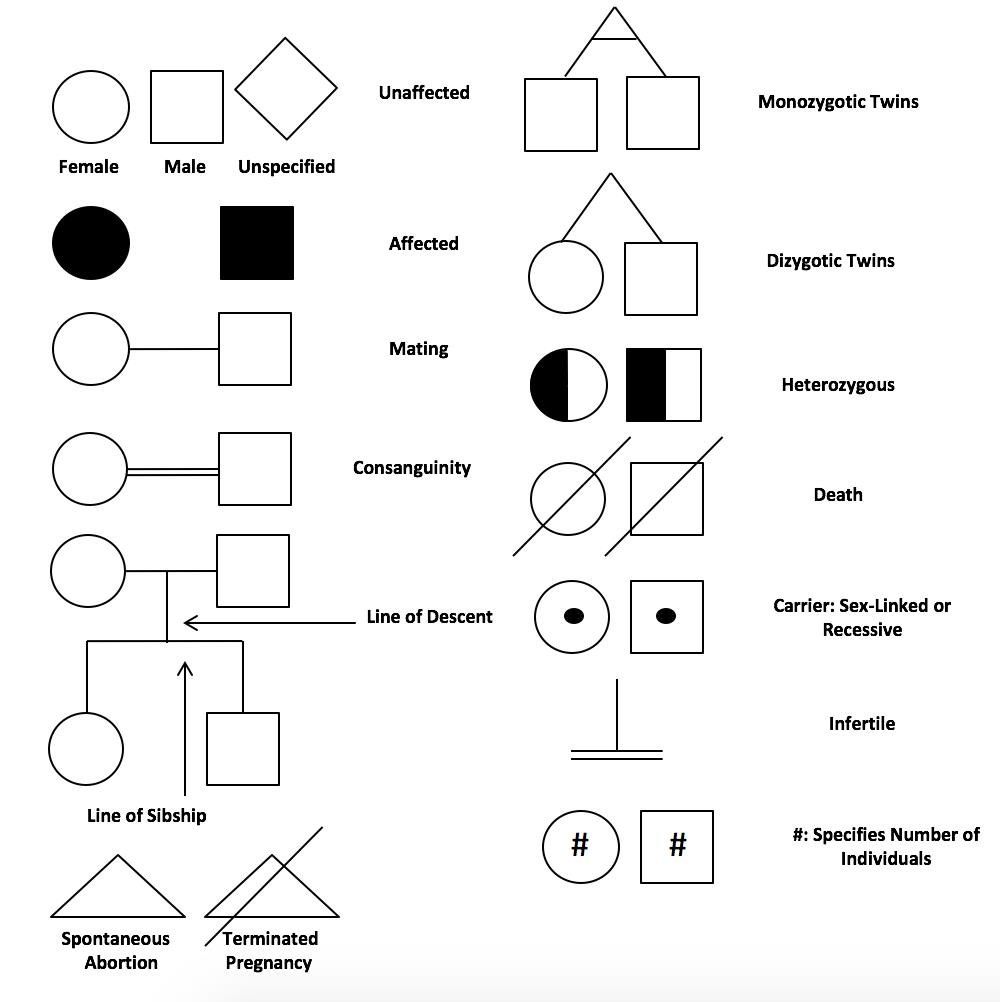 Unaffected
Female
Male
Unspecified
Affected
Mating
Consanguinity
Line of Descent
Line of Sibship
Spontaneous
Abortion
Terminated
Pregnancy
Monozygotic Twins
Dizygotic Twins
Heterozygous
Death
Carrier: Sex-Linked or
Recessive
Infertile
#
#
#: Specifies Number of
Individuals